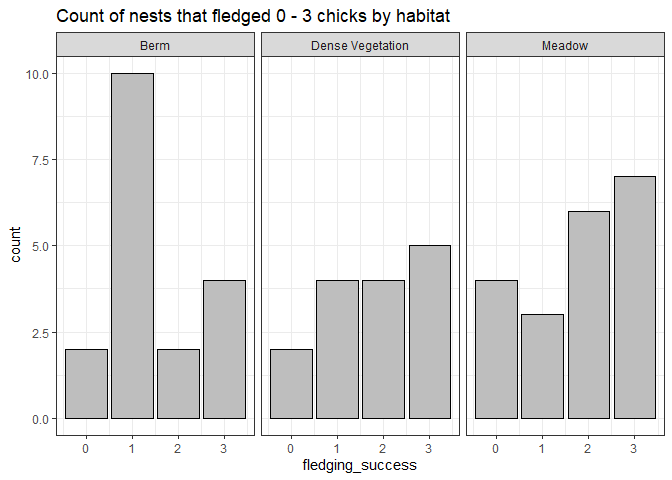 Count of nests that fledged 0 - 3 chicks by habitat
Berm Dense Vegetation Meadow
10.0
7.5
5.0
2.5
0.0
count
0 1 2 3 0 1 2 3 0 1 2 3
fledging_success